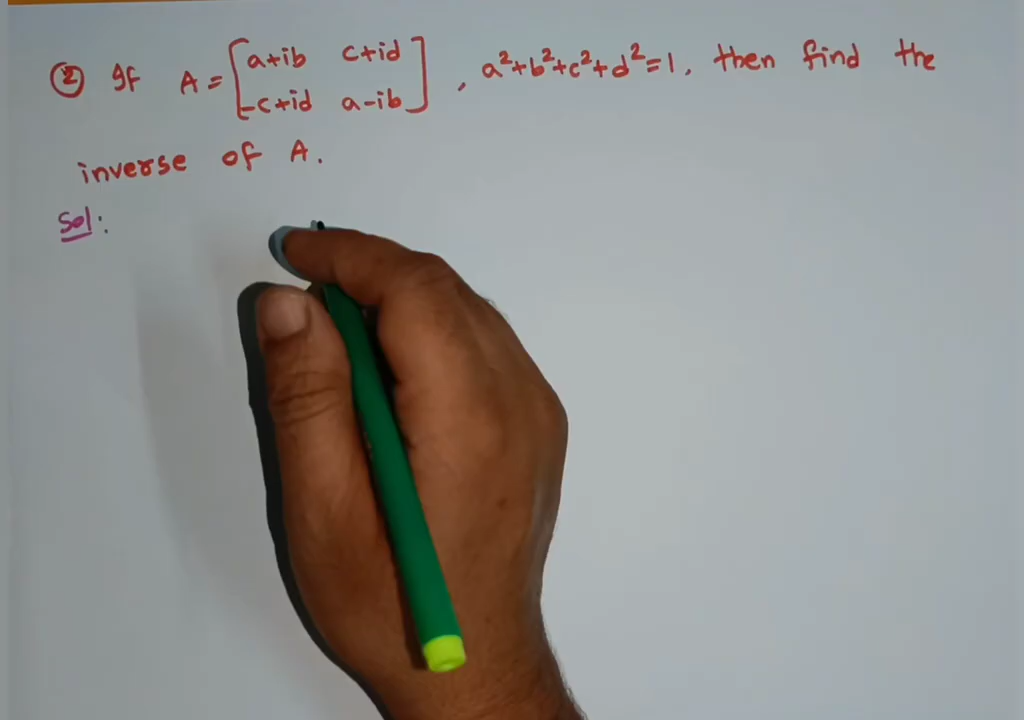 ② If A = [a+ib c+id -c+id a-ib] , a²+b²+c²+d²=1, then find the
inverse of A.
Sol: